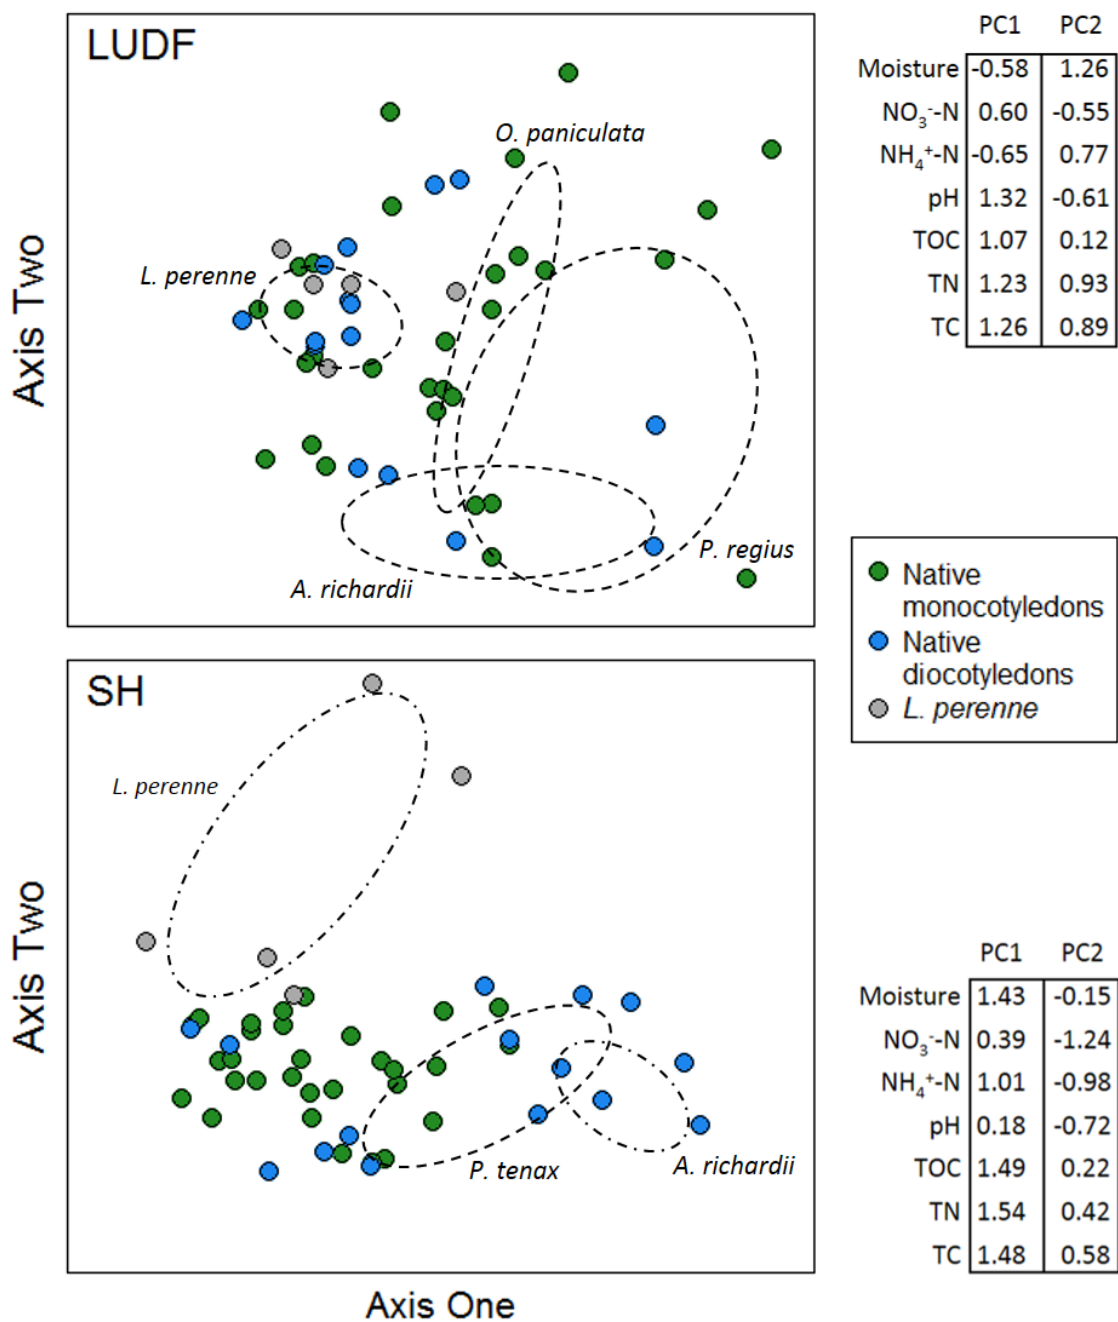 LUDF
O. paniculata
L. perenne
P. regius
A. richardii
Axis Two
PC1 PC2
Moisture -0.58 1.26
NO₃⁻-N 0.60 -0.55
NH₄⁺-N -0.65 0.77
pH 1.32 -0.61
TOC 1.07 0.12
TN 1.23 0.93
TC 1.26 0.89
Native
monocotyledons
Native
diocotyledons
L. perenne
SH
L. perenne
P. tenax
A. richardii
Axis Two
Axis One
PC1 PC2
Moisture 1.43 -0.15
NO₃⁻-N 0.39 -1.24
NH₄⁺-N 1.01 -0.98
pH 0.18 -0.72
TOC 1.49 0.22
TN 1.54 0.42
TC 1.48 0.58